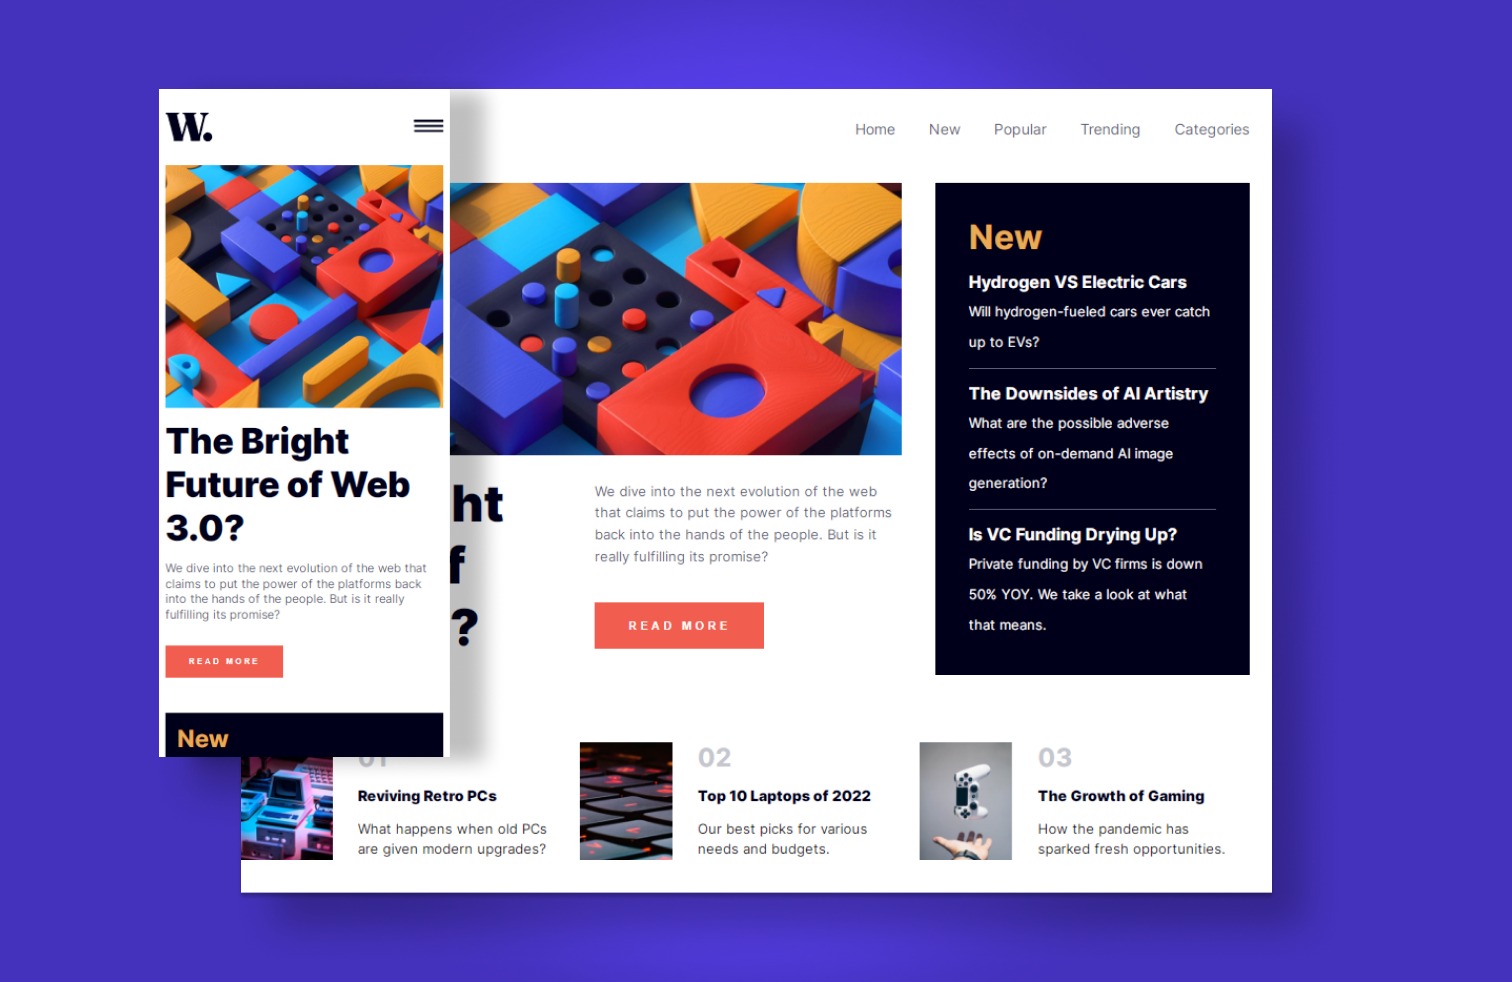 W.
The Bright
Future of Web
3.0?
We dive into the next evolution of the web that
claims to put the power of the platforms back
into the hands of the people. But is it really
fulfilling its promise?
READ MORE
New
Home New Popular Trending Categories
ht
f
?
We dive into the next evolution of the web
that claims to put the power of the platforms
back into the hands of the people. But is it
really fulfilling its promise?
READ MORE
New
Hydrogen VS Electric Cars
Will hydrogen-fueled cars ever catch
up to EVs?
The Downsides of AI Artistry
What are the possible adverse
effects of on-demand AI image
generation?
Is VC Funding Drying Up?
Private funding by VC firms is down
50% YOY. We take a look at what
that means.
01
Reviving Retro PCs
What happens when old PCs
are given modern upgrades?
02
Top 10 Laptops of 2022
Our best picks for various
needs and budgets.
03
The Growth of Gaming
How the pandemic has
sparked fresh opportunities.